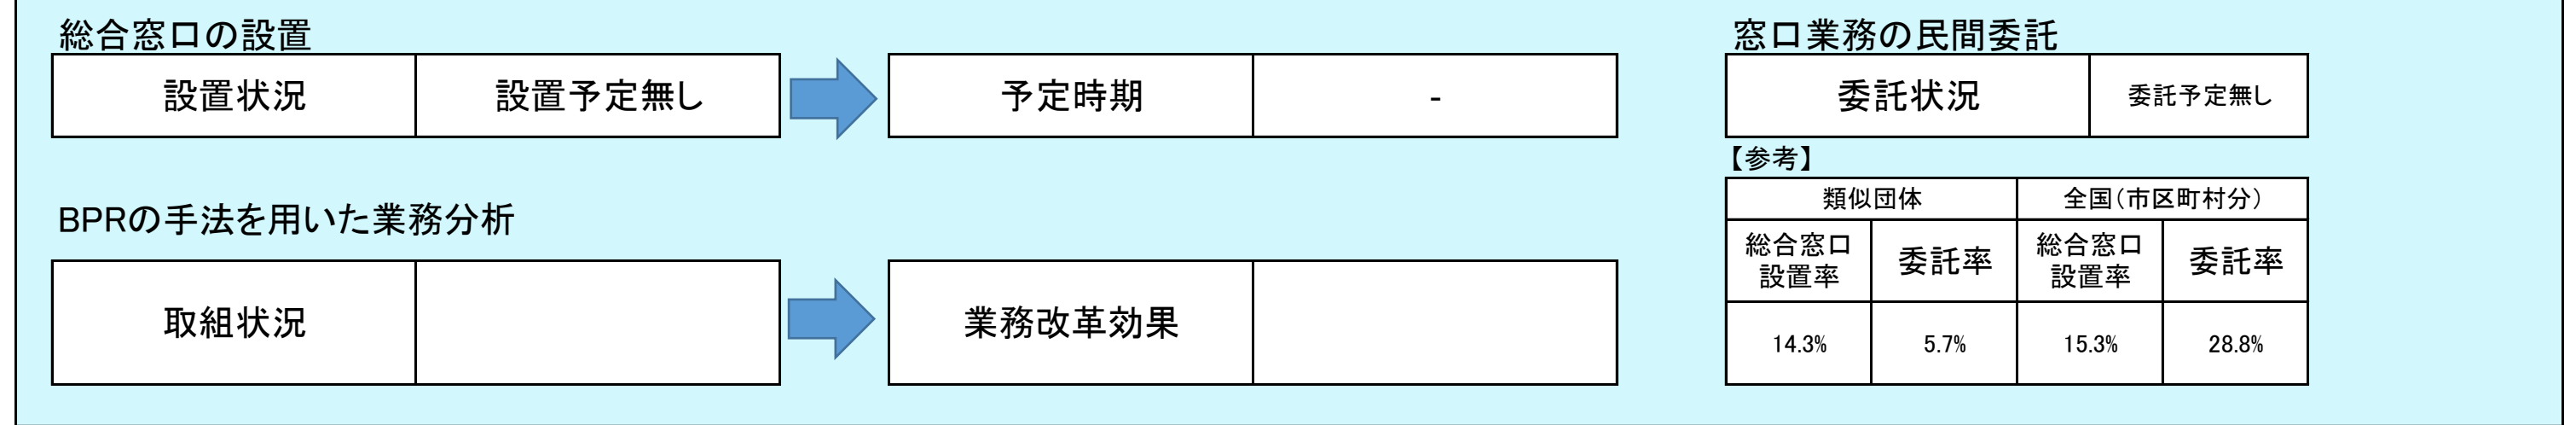 総合窓口の設置
設置状況
設置予定無し
予定時期
-
窓口業務の民間委託
委託状況
委託予定無し
【参考】
類似団体
全国(市区町村分)
総合窓口
設置率
委託率
総合窓口
設置率
委託率
14.3%
5.7%
15.3%
28.8%
BPRの手法を用いた業務分析
取組状況
業務改革効果